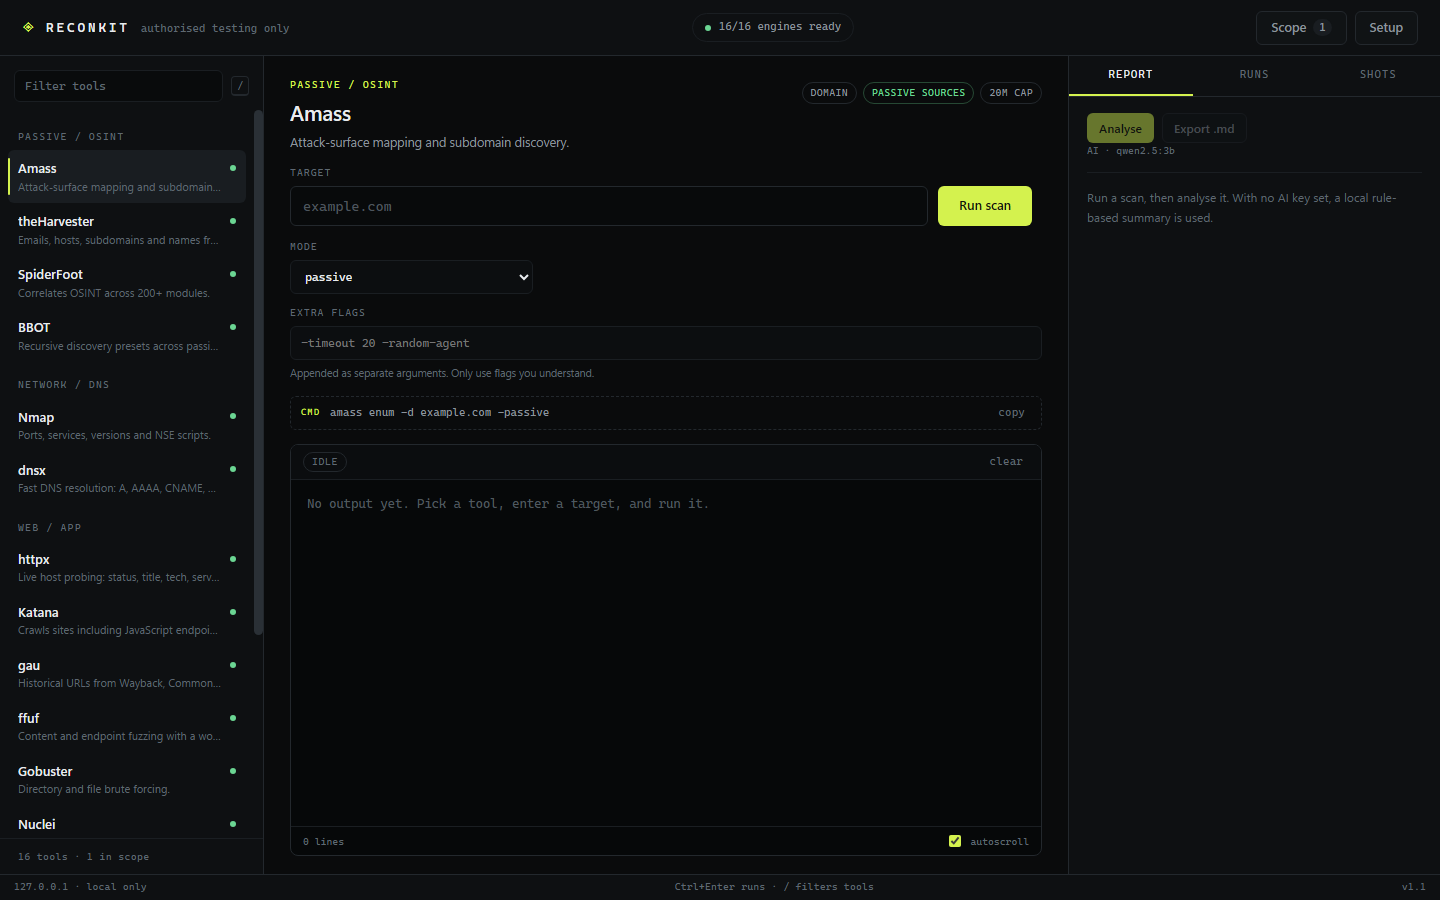 ◈ RECONKIT authorised testing only
16/16 engines ready
Scope 1
Setup
Filter tools /
PASSIVE / OSINT
Amass
Attack-surface mapping and subdomain...
theHarvester
Emails, hosts, subdomains and names fr...
SpiderFoot
Correlates OSINT across 200+ modules.
BBOT
Recursive discovery presets across passi...
NETWORK / DNS
Nmap
Ports, services, versions and NSE scripts.
dnsx
Fast DNS resolution: A, AAAA, CNAME, ...
WEB / APP
httpx
Live host probing: status, title, tech, serv...
Katana
Crawls sites including JavaScript endpoi...
gau
Historical URLs from Wayback, Common...
ffuf
Content and endpoint fuzzing with a wo...
Gobuster
Directory and file brute forcing.
Nuclei
16 tools · 1 in scope
PASSIVE / OSINT
Amass
Attack-surface mapping and subdomain discovery.
DOMAIN
PASSIVE SOURCES
20M CAP
TARGET
example.com
Run scan
MODE
passive
EXTRA FLAGS
-timeout 20 -random-agent
Appended as separate arguments. Only use flags you understand.
CMD amass enum -d example.com -passive copy
IDLE
clear
No output yet. Pick a tool, enter a target, and run it.
0 lines
autoscroll
REPORT
RUNS
SHOTS
Analyse
Export .md
AI · qwen2.5:3b
Run a scan, then analyse it. With no AI key set, a local rule-
based summary is used.
127.0.0.1 · local only
Ctrl+Enter runs · / filters tools
v1.1